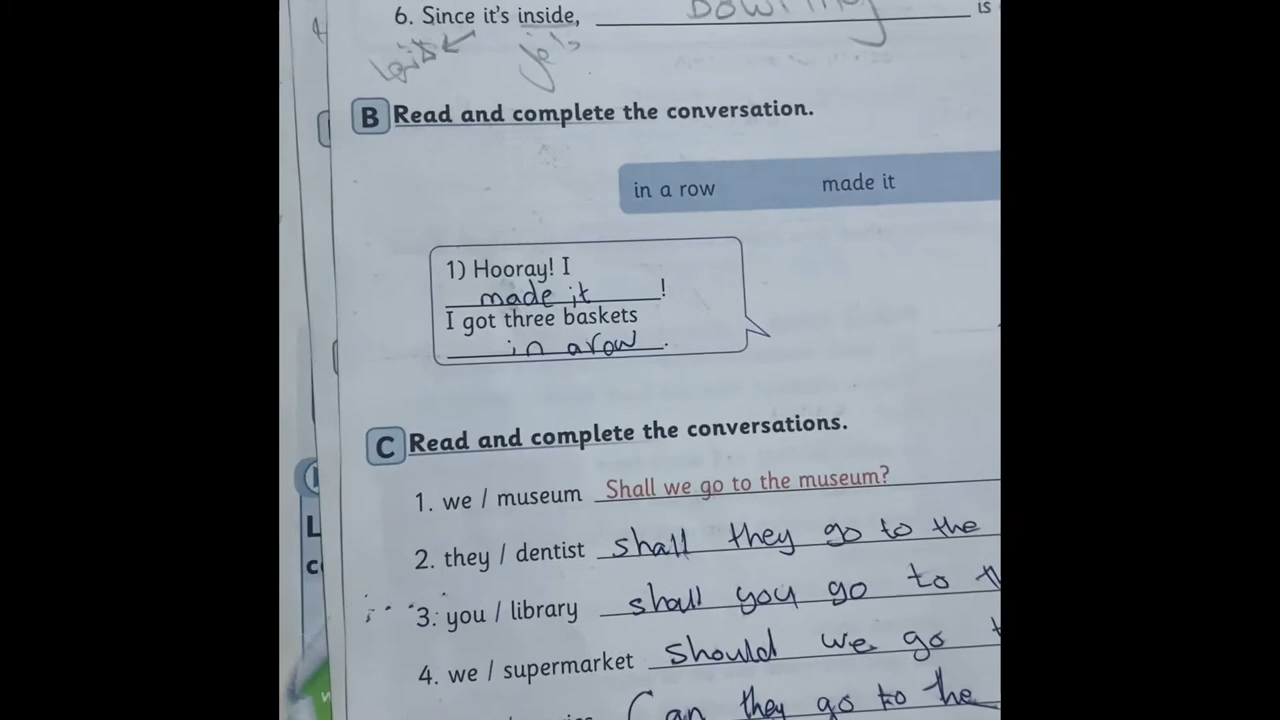 6. Since it's inside, Bowling is
B Read and complete the conversation.
in a row made it
1) Hooray! I
made it !
I got three baskets
in a row.
C Read and complete the conversations.
1. we / museum Shall we go to the museum?
2. they / dentist shall they go to the
3. you / library shall you go to
4. we / supermarket should we go
Can they go to the